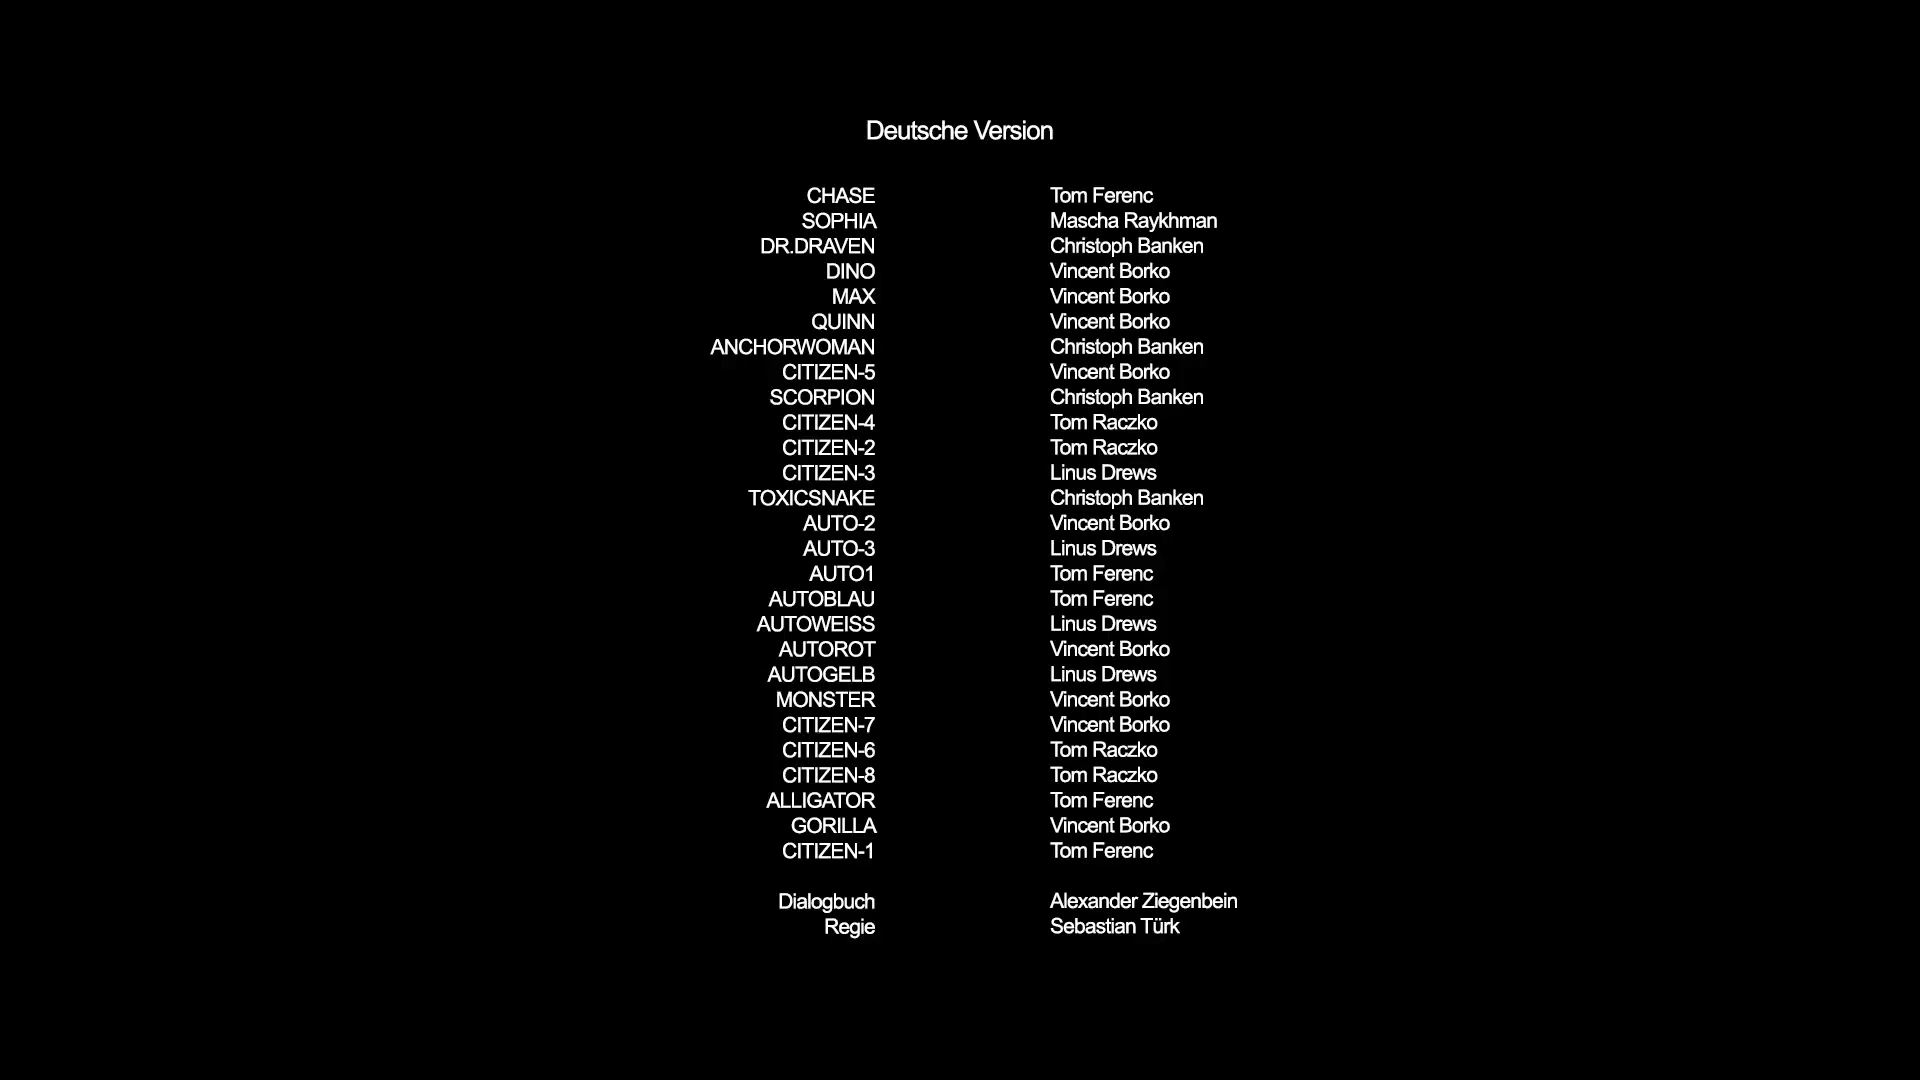 Deutsche Version
CHASE Tom Ferenc
SOPHIA Mascha Raykhman
DR.DRAVEN Christoph Banken
DINO Vincent Borko
MAX Vincent Borko
QUINN Vincent Borko
ANCHORWOMAN Christoph Banken
CITIZEN-5 Vincent Borko
SCORPION Christoph Banken
CITIZEN-4 Tom Raczko
CITIZEN-2 Tom Raczko
CITIZEN-3 Linus Drews
TOXICSNAKE Christoph Banken
AUTO-2 Vincent Borko
AUTO-3 Linus Drews
AUTO1 Tom Ferenc
AUTOBLAU Tom Ferenc
AUTOWEISS Linus Drews
AUTOROT Vincent Borko
AUTOGELB Linus Drews
MONSTER Vincent Borko
CITIZEN-7 Vincent Borko
CITIZEN-6 Tom Raczko
CITIZEN-8 Tom Raczko
ALLIGATOR Tom Ferenc
GORILLA Vincent Borko
CITIZEN-1 Tom Ferenc
Dialogbuch Alexander Ziegenbein
Regie Sebastian Türk